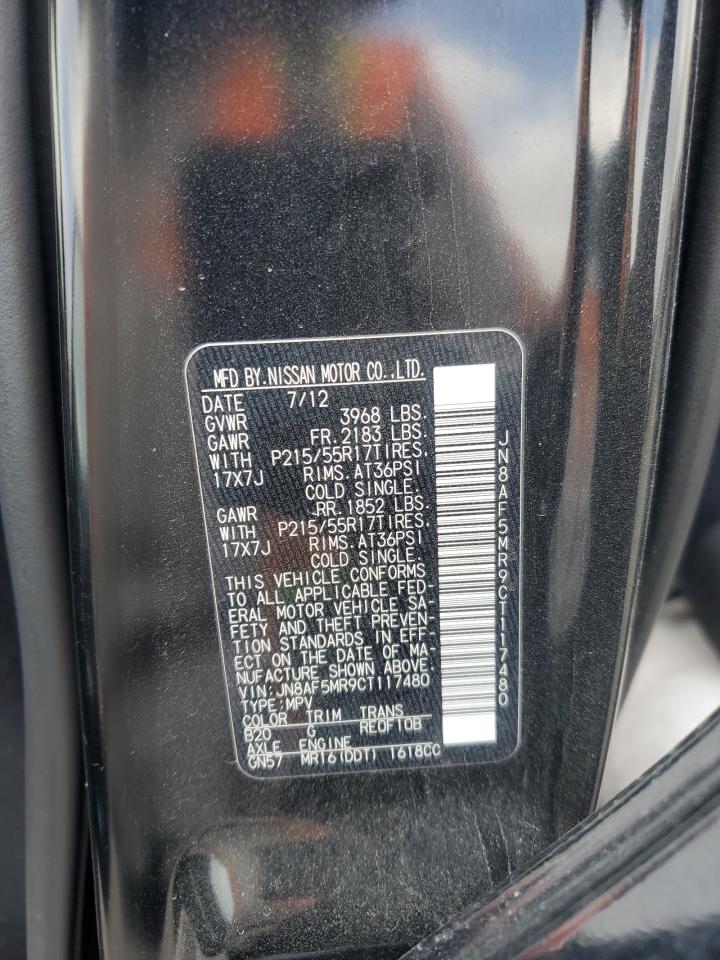 MFD BY.NISSAN MOTOR CO.,LTD.
DATE 7/12
GVWR 3968 LBS.
GAWR FR.2183 LBS.
WITH P215/55R17TIRES.
17X7J RIMS.AT36PSI
COLD SINGLE.
GAWR RR.1852 LBS.
WITH P215/55R17TIRES.
17X7J RIMS.AT36PSI
COLD SINGLE.
THIS VEHICLE CONFORMS
TO ALL APPLICABLE FED-
ERAL MOTOR VEHICLE SA-
FETY AND THEFT PREVEN-
TION STANDARDS IN EFF-
ECT ON THE DATE OF MA-
NUFACTURE SHOWN ABOVE.
VIN:JN8AF5MR9CT117480
TYPE:MPV
COLOR TRIM TRANS
B20 G REOF10B
AXLE ENGINE
GN57 MR16(DDT) 1618CC
JN8AF5MR9CT117480